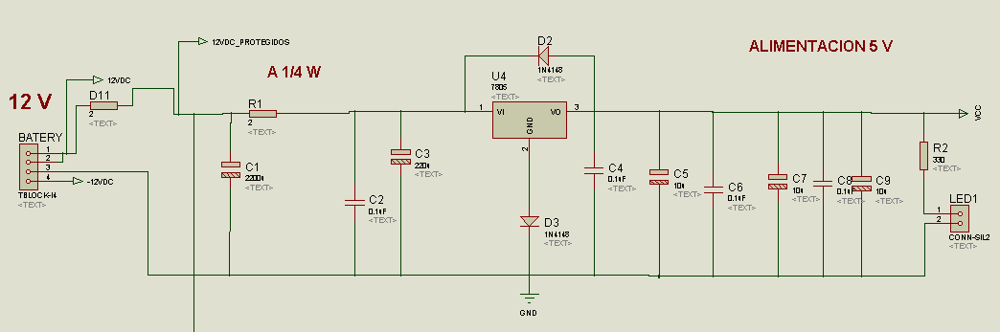 12VDC_PROTEGIDOS
ALIMENTACION 5 V
A 1/4 W
12 V
12VDC
D11
2
<TEXT>
BATERY
1
2
3
4
-12VDC
TBLOCK-I4
<TEXT>
R1
2
<TEXT>
C1
2200u
<TEXT>
C2
0.1uF
<TEXT>
C3
220u
<TEXT>
D2
1N4148
<TEXT>
U4
7805
<TEXT>
1
VI
VO
3
GND
2
D3
1N4148
<TEXT>
GND
C4
0.1uF
<TEXT>
C5
10u
<TEXT>
C6
0.1uF
<TEXT>
C7
10u
<TEXT>
C8
0.1uF
<TEXT>
C9
10u
<TEXT>
VCC
R2
330
<TEXT>
LED1
1
2
CONN-SIL2
<TEXT>